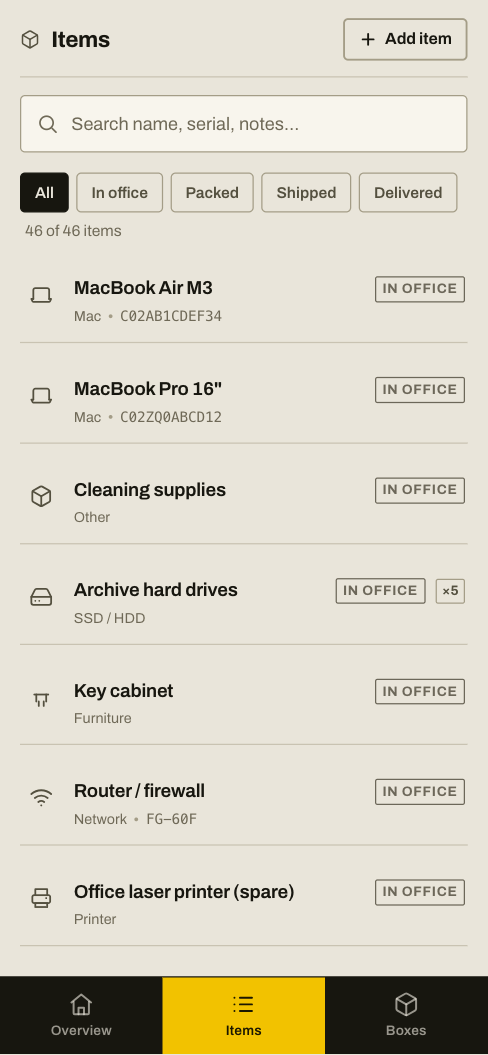 Items
Add item
Search name, serial, notes...
All
In office
Packed
Shipped
Delivered
46 of 46 items
MacBook Air M3
IN OFFICE
Mac • C02AB1CDEF34
MacBook Pro 16"
IN OFFICE
Mac • C02ZQ0ABCD12
Cleaning supplies
IN OFFICE
Other
Archive hard drives
IN OFFICE
×5
SSD / HDD
Key cabinet
IN OFFICE
Furniture
Router / firewall
IN OFFICE
Network • FG-60F
Office laser printer (spare)
IN OFFICE
Printer
Overview
Items
Boxes